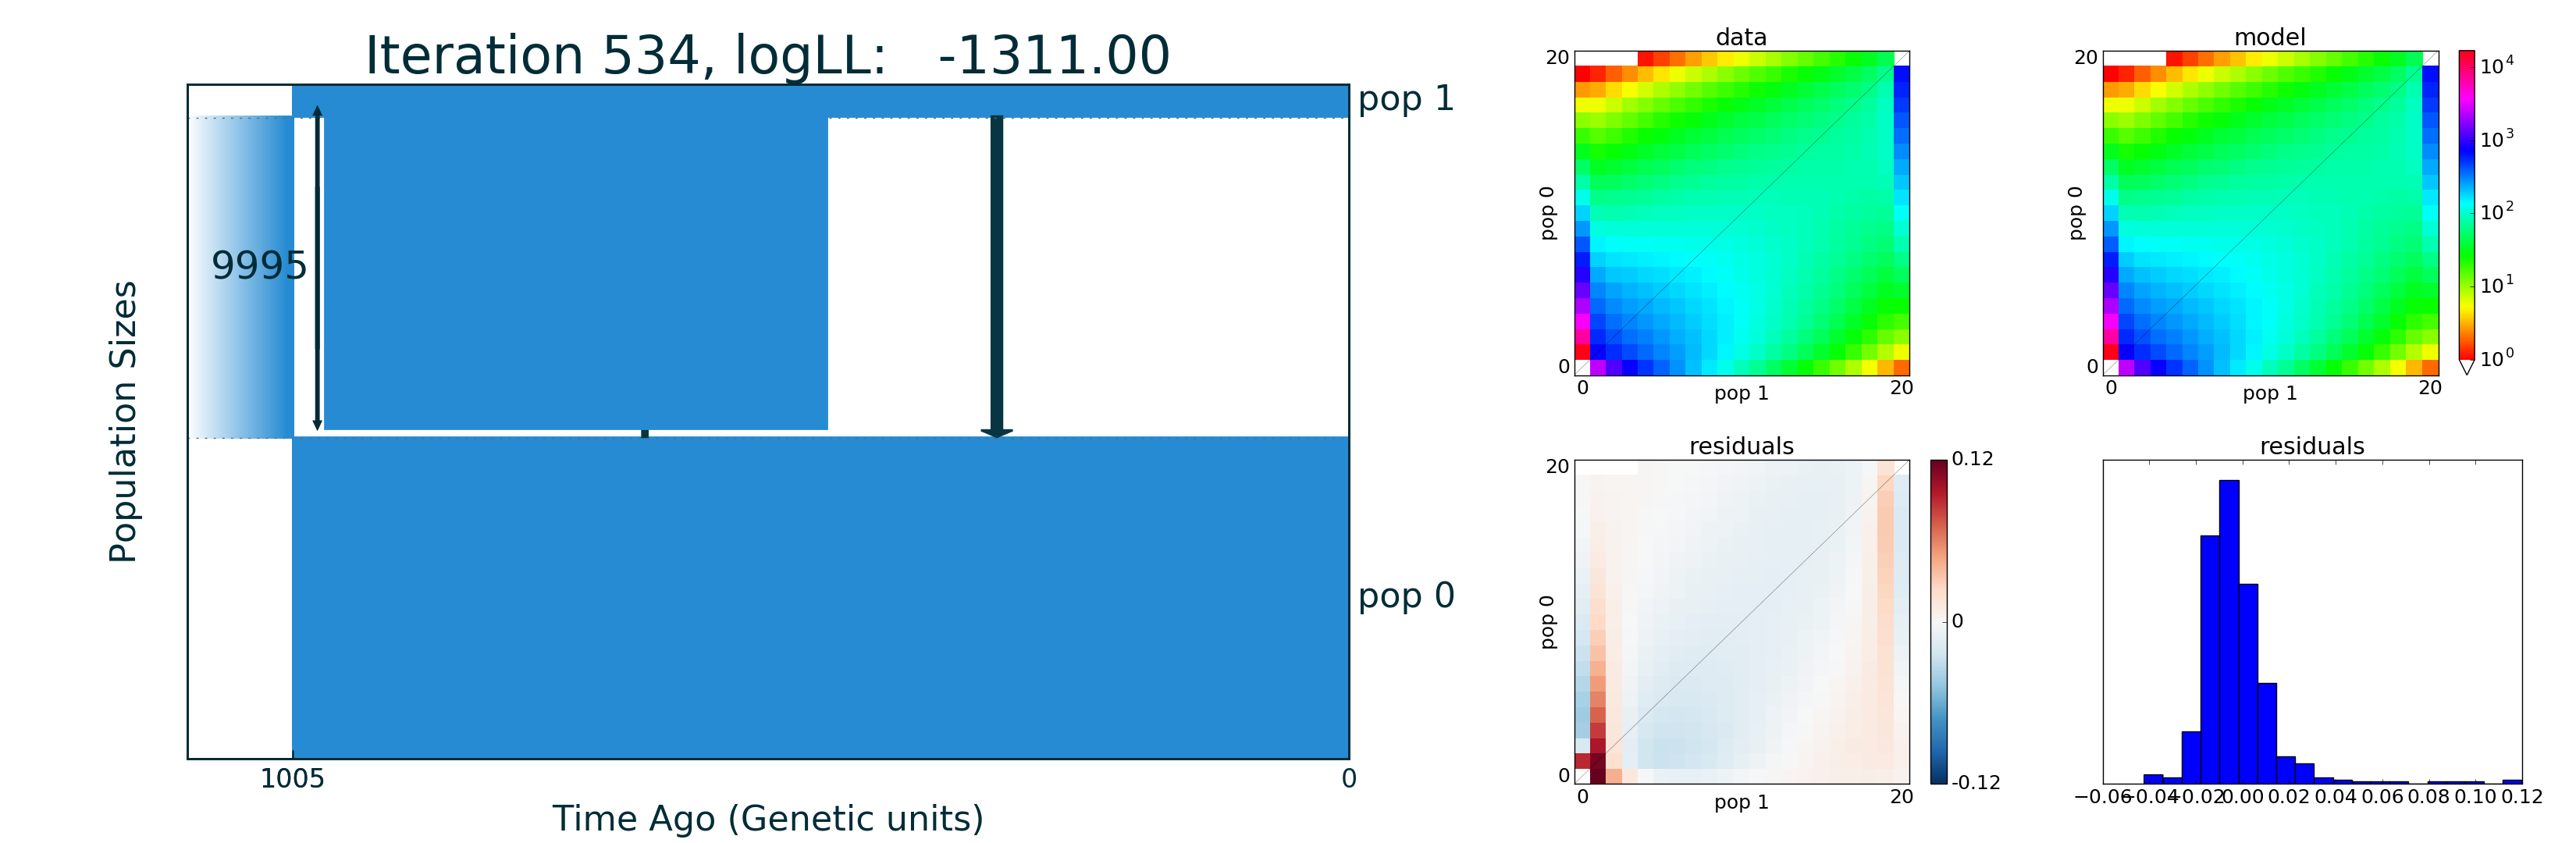 Iteration 534, logLL:   -1311.00
pop 1
9995
Population Sizes
pop 0
1005
0
Time Ago (Genetic units)
data
20
pop 0
0
0
pop 1
20
model
20
pop 0
0
0
pop 1
20
10^4
10^3
10^2
10^1
10^0
residuals
20
pop 0
0
0
pop 1
20
0.12
0
-0.12
residuals
−0.06
−0.04
−0.02
0.00
0.02
0.04
0.06
0.08
0.10
0.12